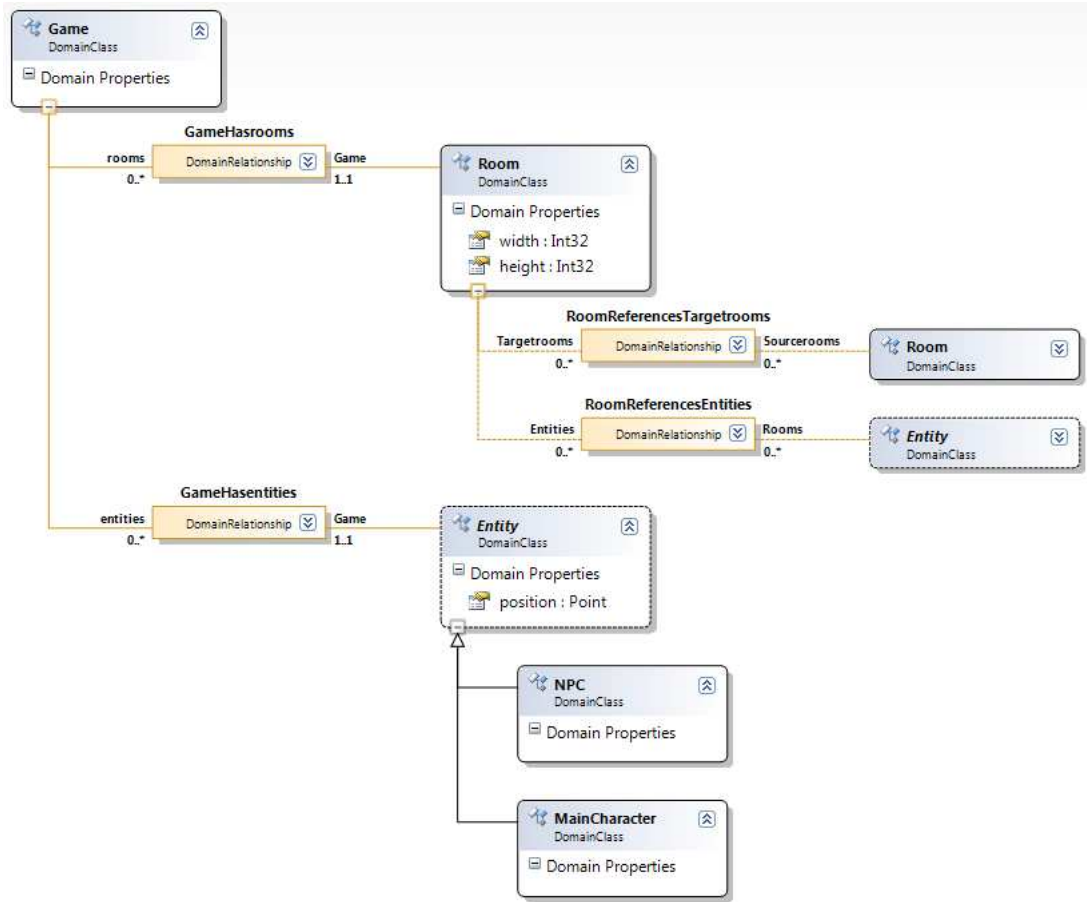 Game
DomainClass
Domain Properties
GameHasrooms
rooms
DomainRelationship
Game
0..*
1..1
Room
DomainClass
Domain Properties
width : Int32
height : Int32
RoomReferencesTargetrooms
Targetrooms
DomainRelationship
Sourcerooms
0..*
0..*
Room
DomainClass
RoomReferencesEntities
Entities
DomainRelationship
Rooms
0..*
0..*
Entity
DomainClass
GameHasentities
entities
DomainRelationship
Game
0..*
1..1
Entity
DomainClass
Domain Properties
position : Point
NPC
DomainClass
Domain Properties
MainCharacter
DomainClass
Domain Properties